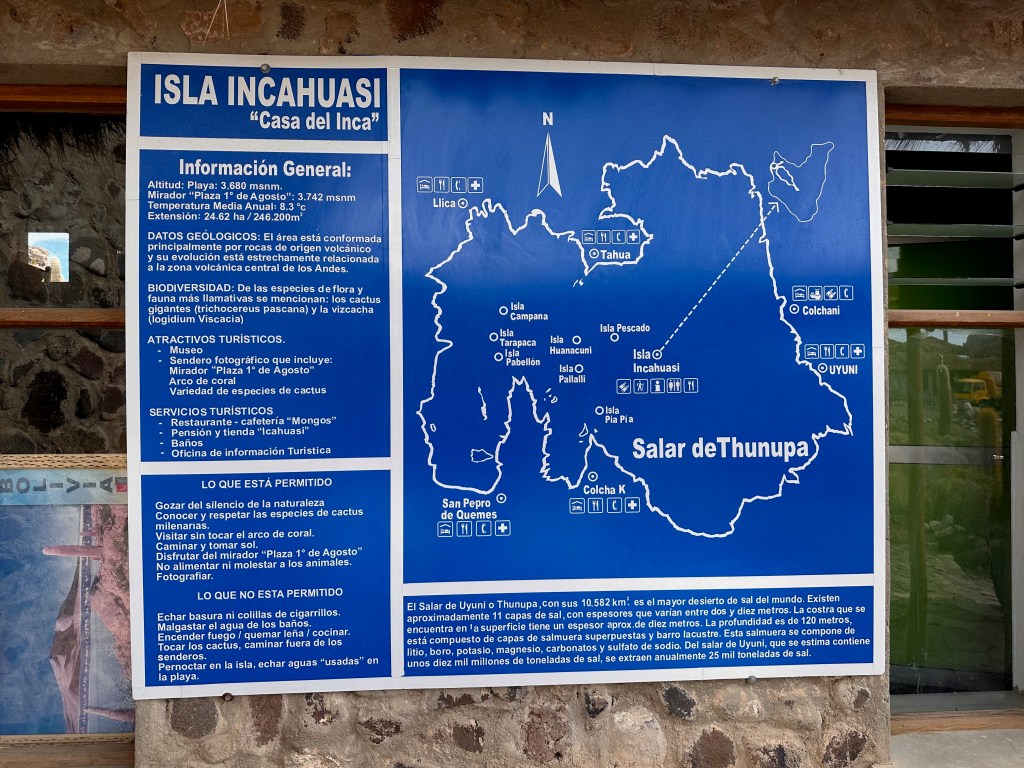 ISLA INCAHUASI
“Casa del Inca”
Información General:
Altitud: Playa: 3.680 msnm.
Mirador “Plaza 1° de Agosto”: 3.742 msnm
Temperatura Media Anual: 8.3 °c
Extensión: 24.62 ha / 246.200m²
DATOS GEÓLOGICOS: El área está conformada
principalmente por rocas de origen volcánico
y su evolución está estrechamente relacionada
a la zona volcánica central de los Andes.
BIODIVERSIDAD: De las especies de flora y
fauna más llamativas se mencionan: los cactus
gigantes (trichocereus pascana) y la vizcacha
(logidium Viscacia)
ATRACTIVOS TURÍSTICOS.
- Museo
- Sendero fotográfico que incluye:
Mirador “Plaza 1° de Agosto”
Arco de coral
Variedad de especies de cactus
SERVICIOS TURÍSTICOS
- Restaurante - cafetería “Mongos”
- Pensión y tienda “Icahuasi”
- Baños
- Oficina de información Turistica
LO QUE ESTÁ PERMITIDO
Gozar del silencio de la naturaleza
Conocer y respetar las especies de cactus
milenarias.
Visitar sin tocar el arco de coral.
Caminar y tomar sol.
Disfrutar del mirador “Plaza 1° de Agosto”
No alimentar ni molestar a los animales.
Fotografiar.
LO QUE NO ESTA PERMITIDO
Echar basura ni colillas de cigarrillos.
Malgastar el agua de los baños.
Encender fuego / quemar leña / cocinar.
Tocar los cactus, caminar fuera de los
senderos.
Pernoctar en la isla, echar aguas “usadas” en
la playa.
N
Llica
Tahua
Colchani
UYUNI
Isla
Campana
Isla
Tarapaca
Isla
Pabellón
Isla
Huanacuni
Isla Pescado
Isla
Pallalli
Isla
Incahuasi
Isla
Pia Pia
Salar deThunupa
Colcha K
San Pepro
de Quemes
El Salar de Uyuni o Thunupa, con sus 10.582 km². es el mayor desierto de sal del mundo. Existen
aproximadamente 11 capas de sal, con espesores que varían entre dos y diez metros. La costra que se
encuentra en la superficie tiene un espesor aprox.de diez metros. La profundidad es de 120 metros,
está compuesto de capas de salmuera superpuestas y barro lacustre. Esta salmuera se compone de
litio, boro, potasio, magnesio, carbonatos y sulfato de sodio. Del salar de Uyuni, que se estima contiene
unos diez mil millones de toneladas de sal, se extraen anualmente 25 mil toneladas de sal.
BOLIVIA